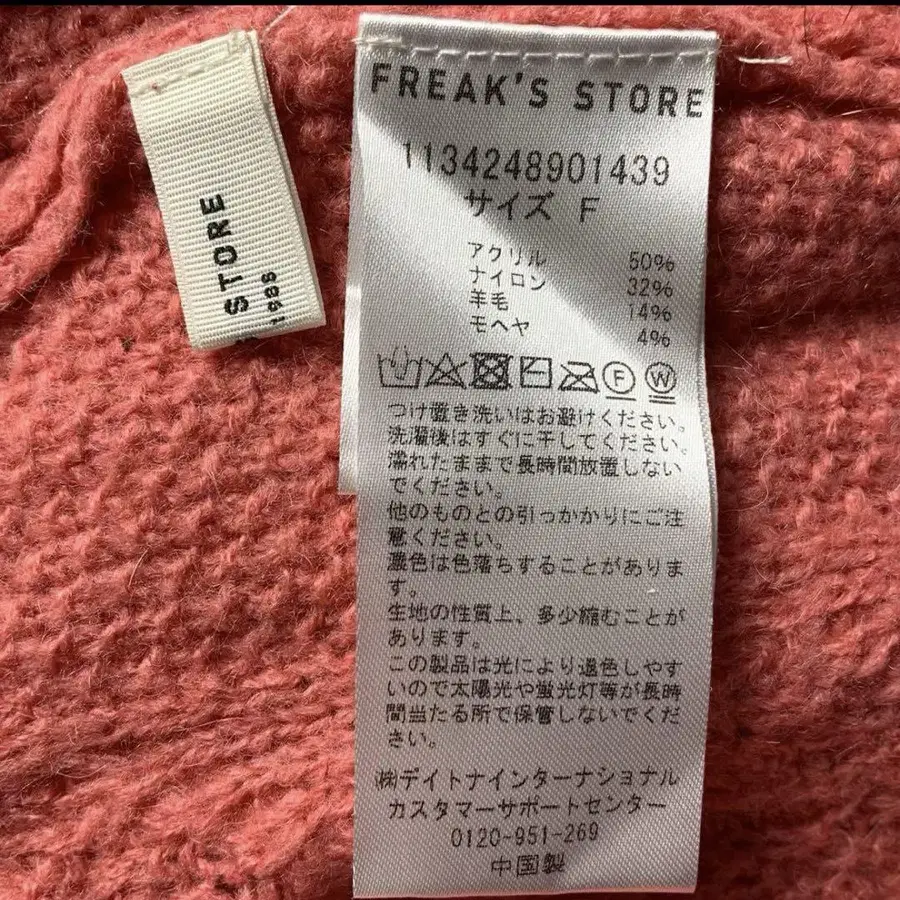 STORE
1986
FREAK'S STORE
1134248901439
サイズ F
アクリル 50%
ナイロン 32%
羊毛 14%
モヘヤ 4%
F
W
つけ置き洗いはお避けください。
洗濯後はすぐに干してください。
濡れたままで長時間放置しない
でください。
他のものとの引っかかりにご注
意ください。
濃色は色落ちすることがありま
す。
生地の性質上、多少縮むことが
あります。
この製品は光により退色しやす
いので太陽光や蛍光灯等が長時
間当たる所で保管しないでくだ
さい。
㈱デイトナインターナショナル
カスタマーサポートセンター
0120-951-269
中国製